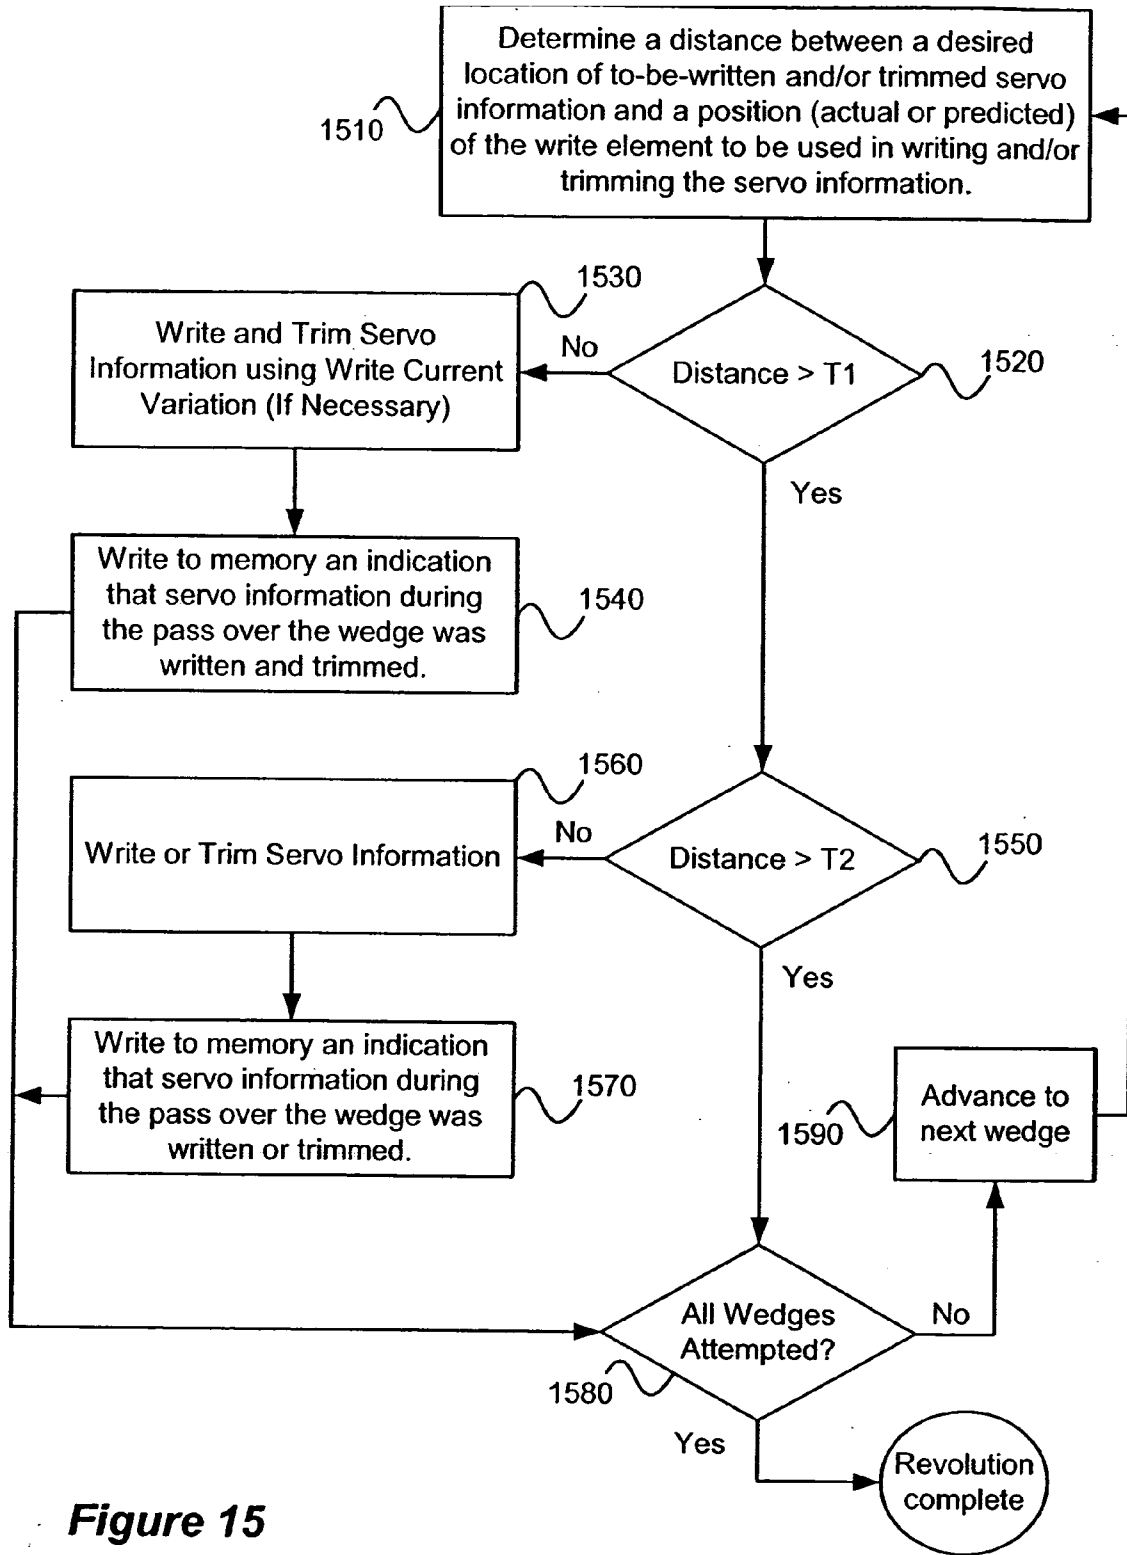 Determine a distance between a desired
location of to-be-written and/or trimmed servo
information and a position (actual or predicted)
of the write element to be used in writing and/or
trimming the servo information.
1510
1530
Write and Trim Servo
Information using Write Current
Variation (If Necessary)
No
Distance > T1
1520
Yes
Write to memory an indication
that servo information during
the pass over the wedge was
written and trimmed.
1540
1560
Write or Trim Servo Information
No
Distance > T2
1550
Yes
Write to memory an indication
that servo information during
the pass over the wedge was
written or trimmed.
1570
Advance to
next wedge
1590
All Wedges
Attempted?
No
1580
Yes
Revolution
complete
Figure 15